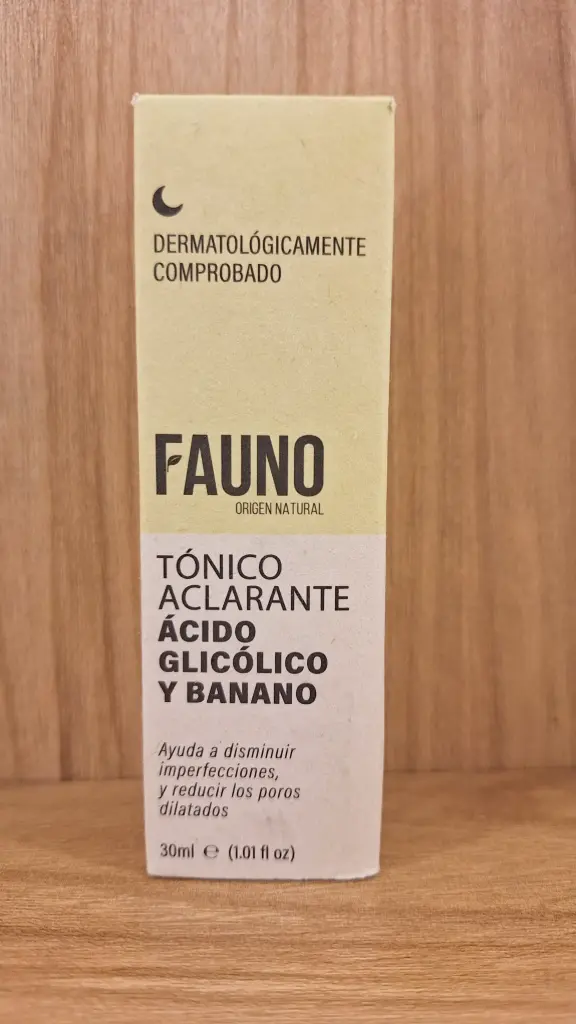 DERMATOLÓGICAMENTE
COMPROBADO
FAUNO
ORIGEN NATURAL
TÓNICO
ACLARANTE
ÁCIDO
GLICÓLICO
Y BANANO
Ayuda a disminuir
imperfecciones,
y reducir los poros
dilatados
30ml ℮ (1.01 fl oz)